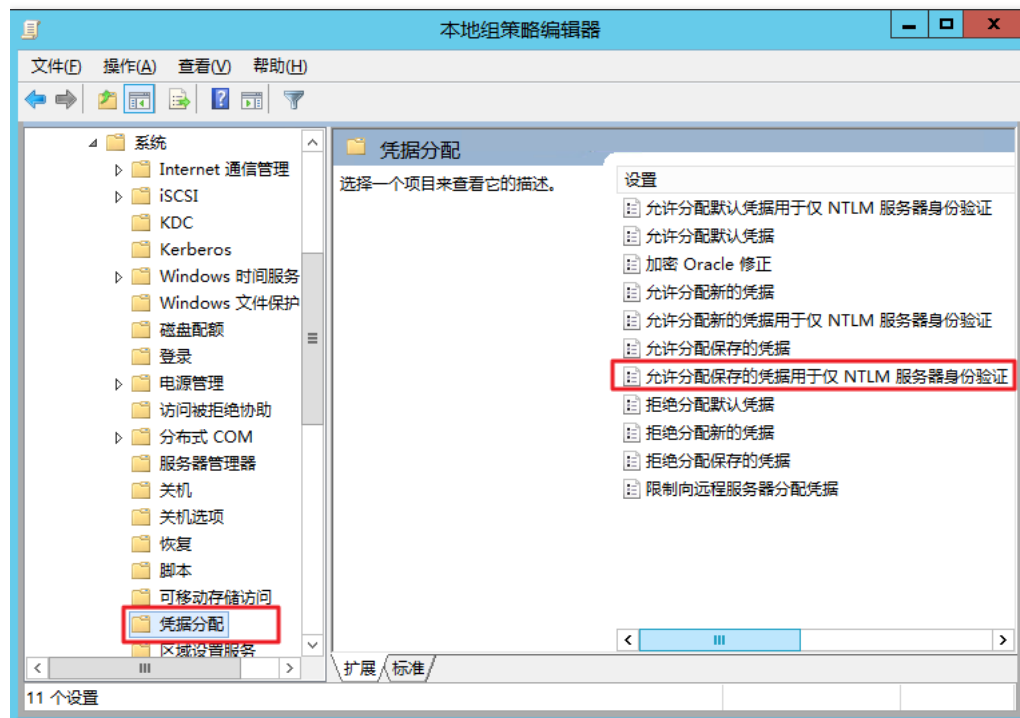 本地组策略编辑器
文件(F) 操作(A) 查看(V) 帮助(H)
系统
Internet 通信管理
iSCSI
KDC
Kerberos
Windows 时间服务
Windows 文件保护
磁盘配额
登录
电源管理
访问被拒绝协助
分布式 COM
服务器管理器
关机
关机选项
恢复
脚本
可移动存储访问
凭据分配
区域设置服务
凭据分配
选择一个项目来查看它的描述。
设置
允许分配默认凭据用于仅 NTLM 服务器身份验证
允许分配默认凭据
加密 Oracle 修正
允许分配新的凭据
允许分配新的凭据用于仅 NTLM 服务器身份验证
允许分配保存的凭据
允许分配保存的凭据用于仅 NTLM 服务器身份验证
拒绝分配默认凭据
拒绝分配新的凭据
拒绝分配保存的凭据
限制向远程服务器分配凭据
扩展 标准
11 个设置